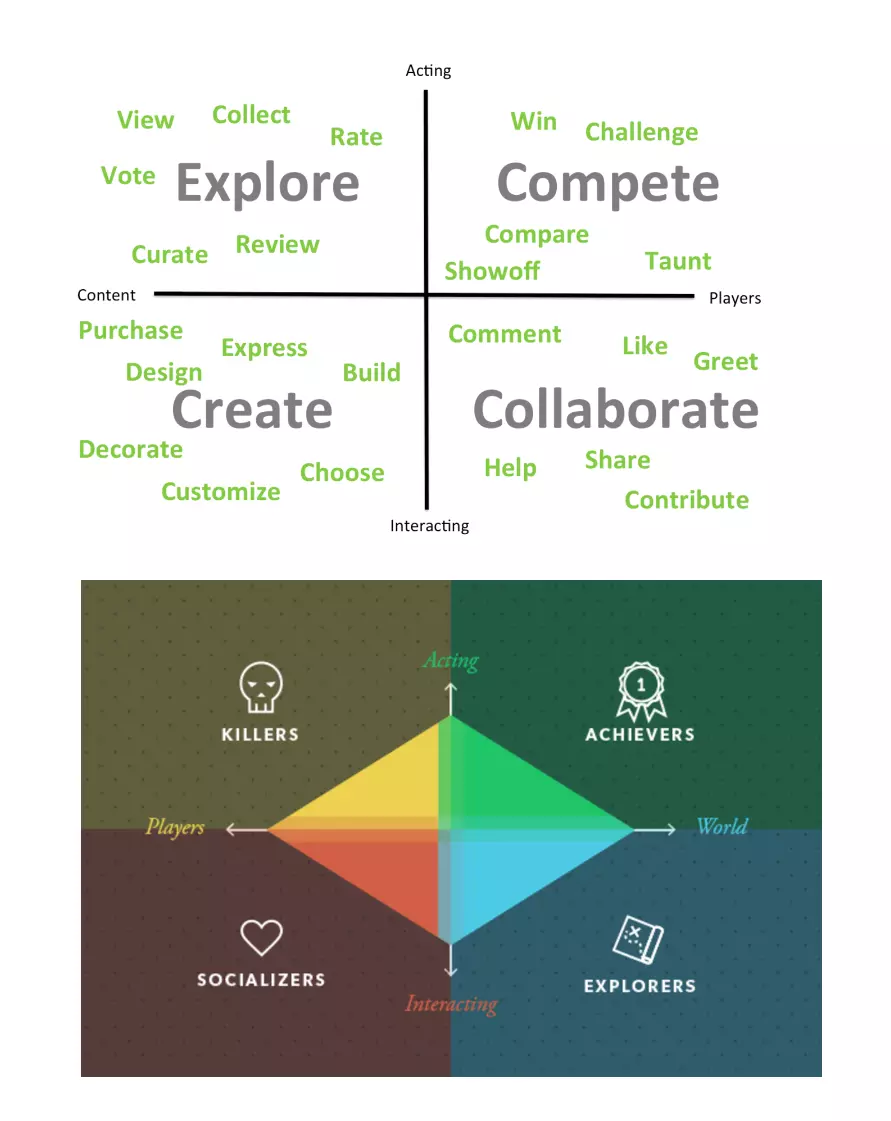 Acting
View
Collect
Rate
Win
Challenge
Vote
Explore
Compete
Curate
Review
Compare
Showoff
Taunt
Content
Players
Purchase
Express
Design
Build
Create
Decorate
Choose
Customize
Comment
Like
Greet
Collaborate
Help
Share
Contribute
Interacting
Acting
KILLERS
ACHIEVERS
1
Players
World
SOCIALIZERS
EXPLORERS
Interacting